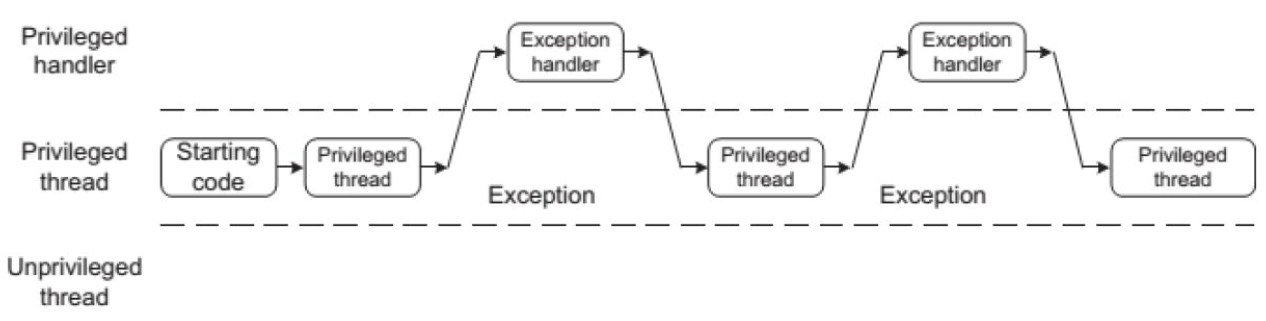 Privileged
handler
Exception
handler
Exception
handler
Privileged
thread
Starting
code
Privileged
thread
Exception
Privileged
thread
Exception
Privileged
thread
Unprivileged
thread